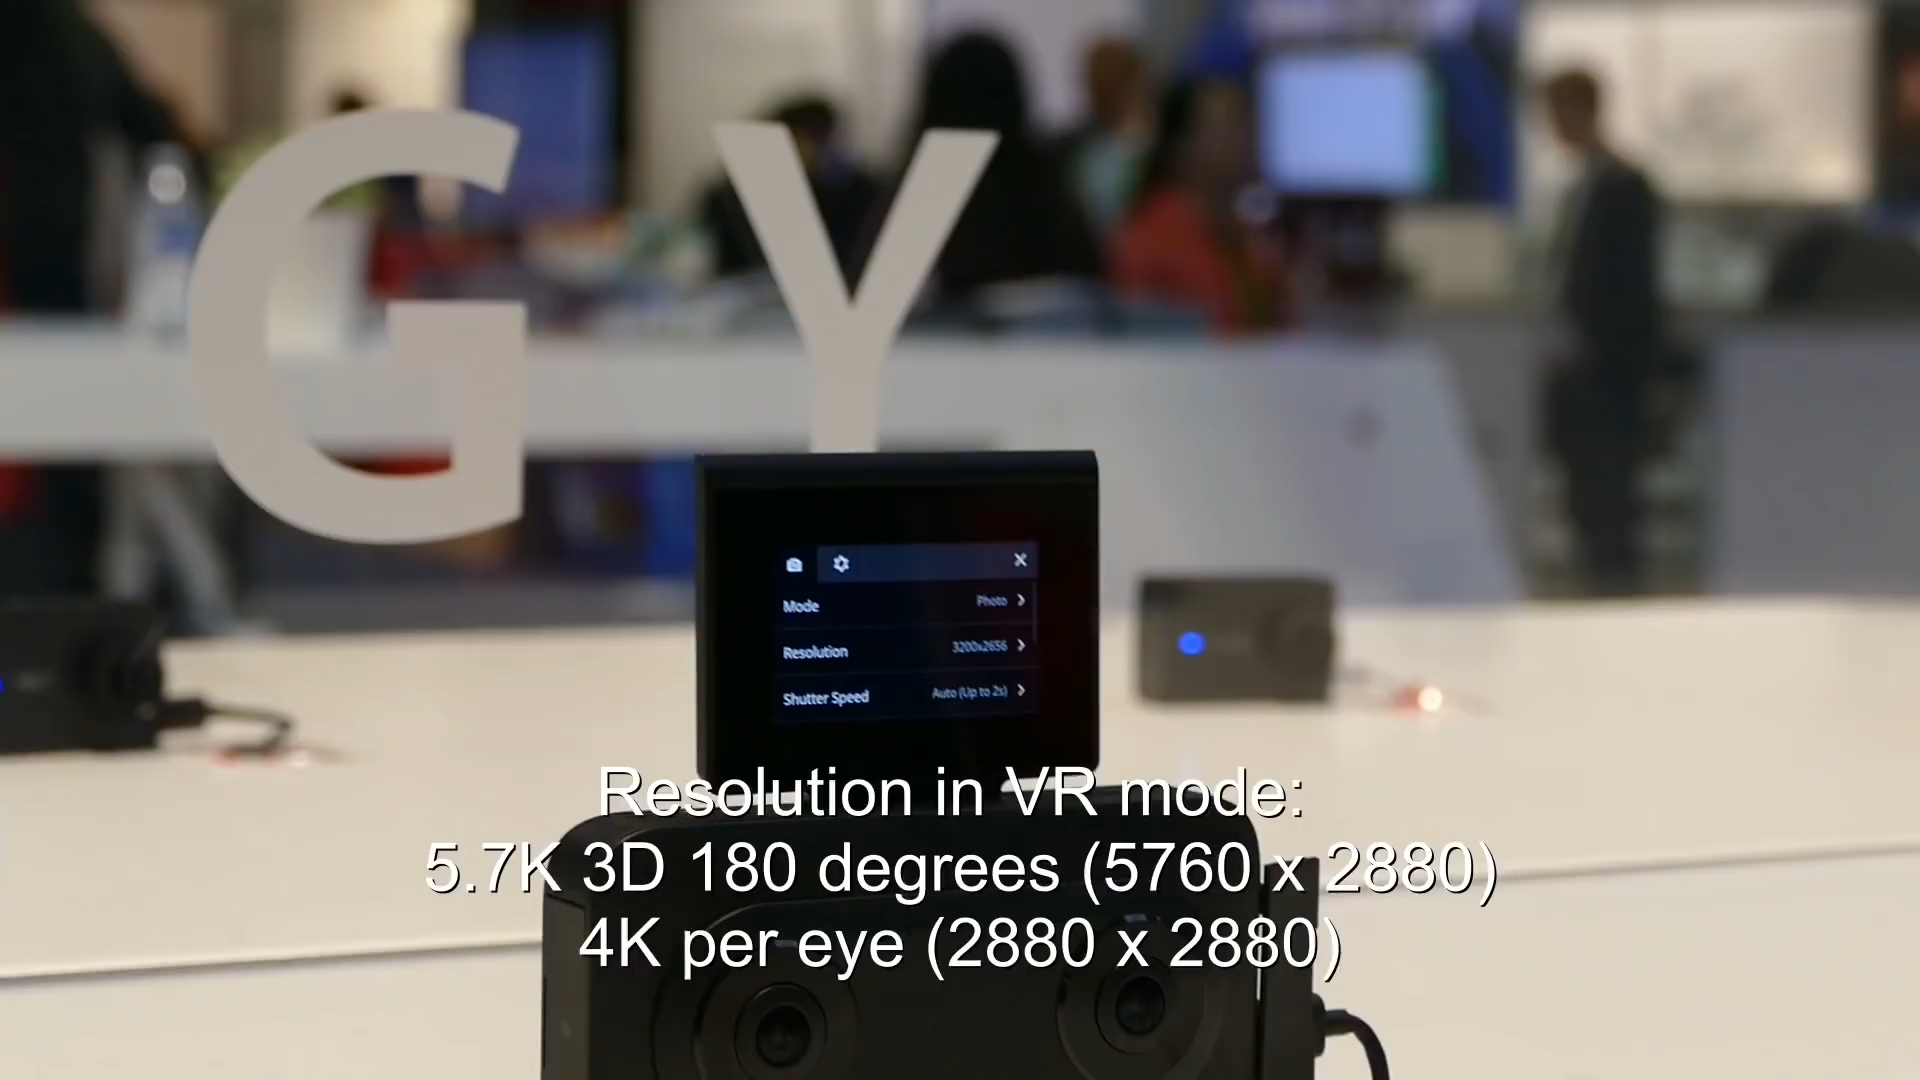 G Y
Mode Photo
Resolution 3200x2656
Shutter Speed Auto (Up to 2s)
Resolution in VR mode:
5.7K 3D 180 degrees (5760 x 2880)
4K per eye (2880 x 2880)